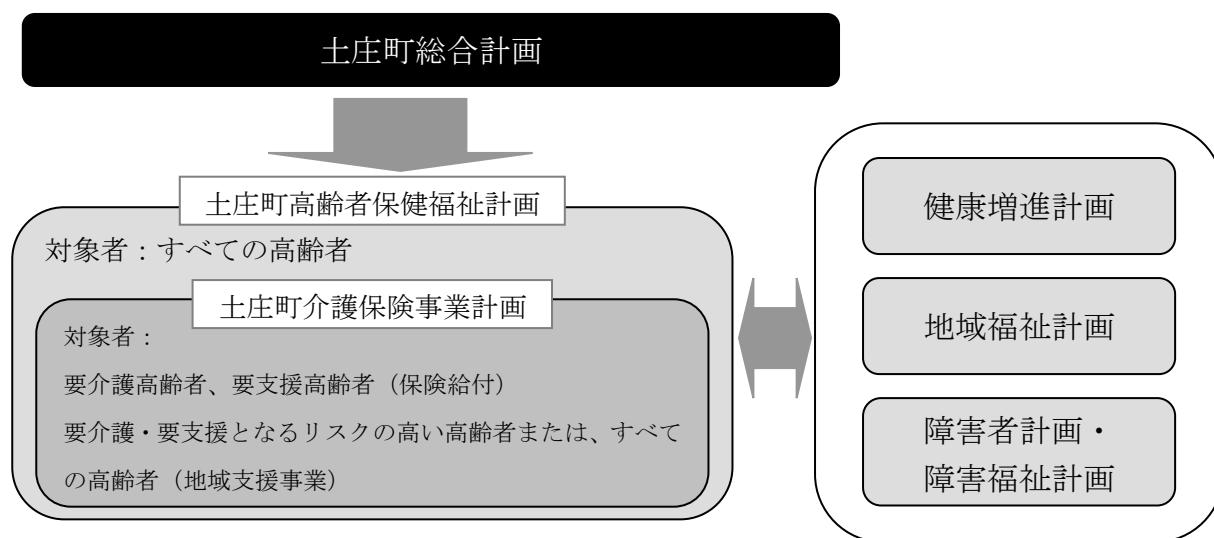 土庄町総合計画
土庄町高齢者保健福祉計画
対象者：すべての高齢者
土庄町介護保険事業計画
対象者：
要介護高齢者、要支援高齢者（保険給付）
要介護・要支援となるリスクの高い高齢者または、すべて
の高齢者（地域支援事業）
健康増進計画
地域福祉計画
障害者計画・
障害福祉計画